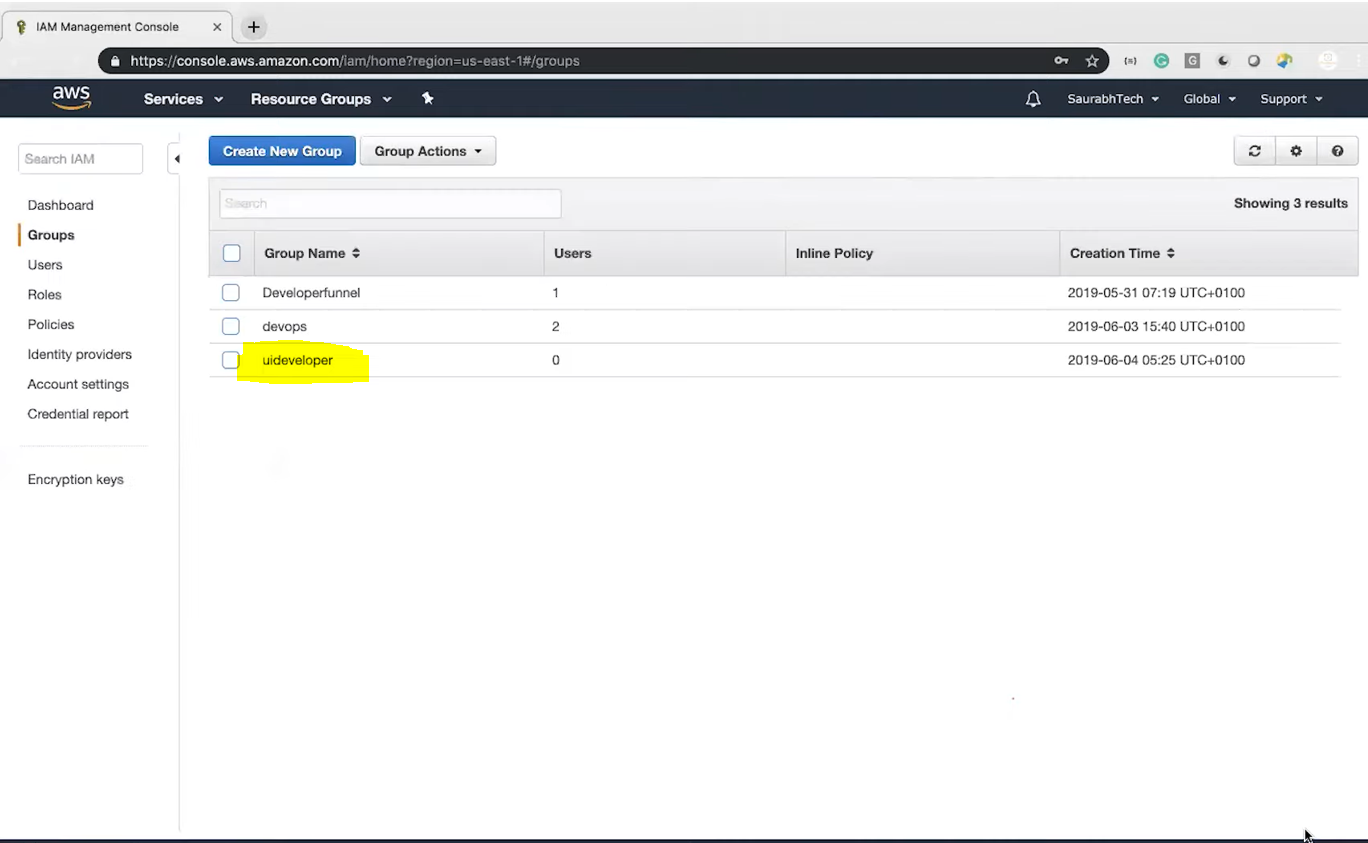 IAM Management Console
https://console.aws.amazon.com/iam/home?region=us-east-1#/groups
aws Services Resource Groups SaurabhTech Global Support
Search IAM
Dashboard
Groups
Users
Roles
Policies
Identity providers
Account settings
Credential report
Encryption keys
Create New Group Group Actions
Search Showing 3 results
Group Name Users Inline Policy Creation Time
Developerfunnel 1 2019-05-31 07:19 UTC+0100
devops 2 2019-06-03 15:40 UTC+0100
uideveloper 0 2019-06-04 05:25 UTC+0100